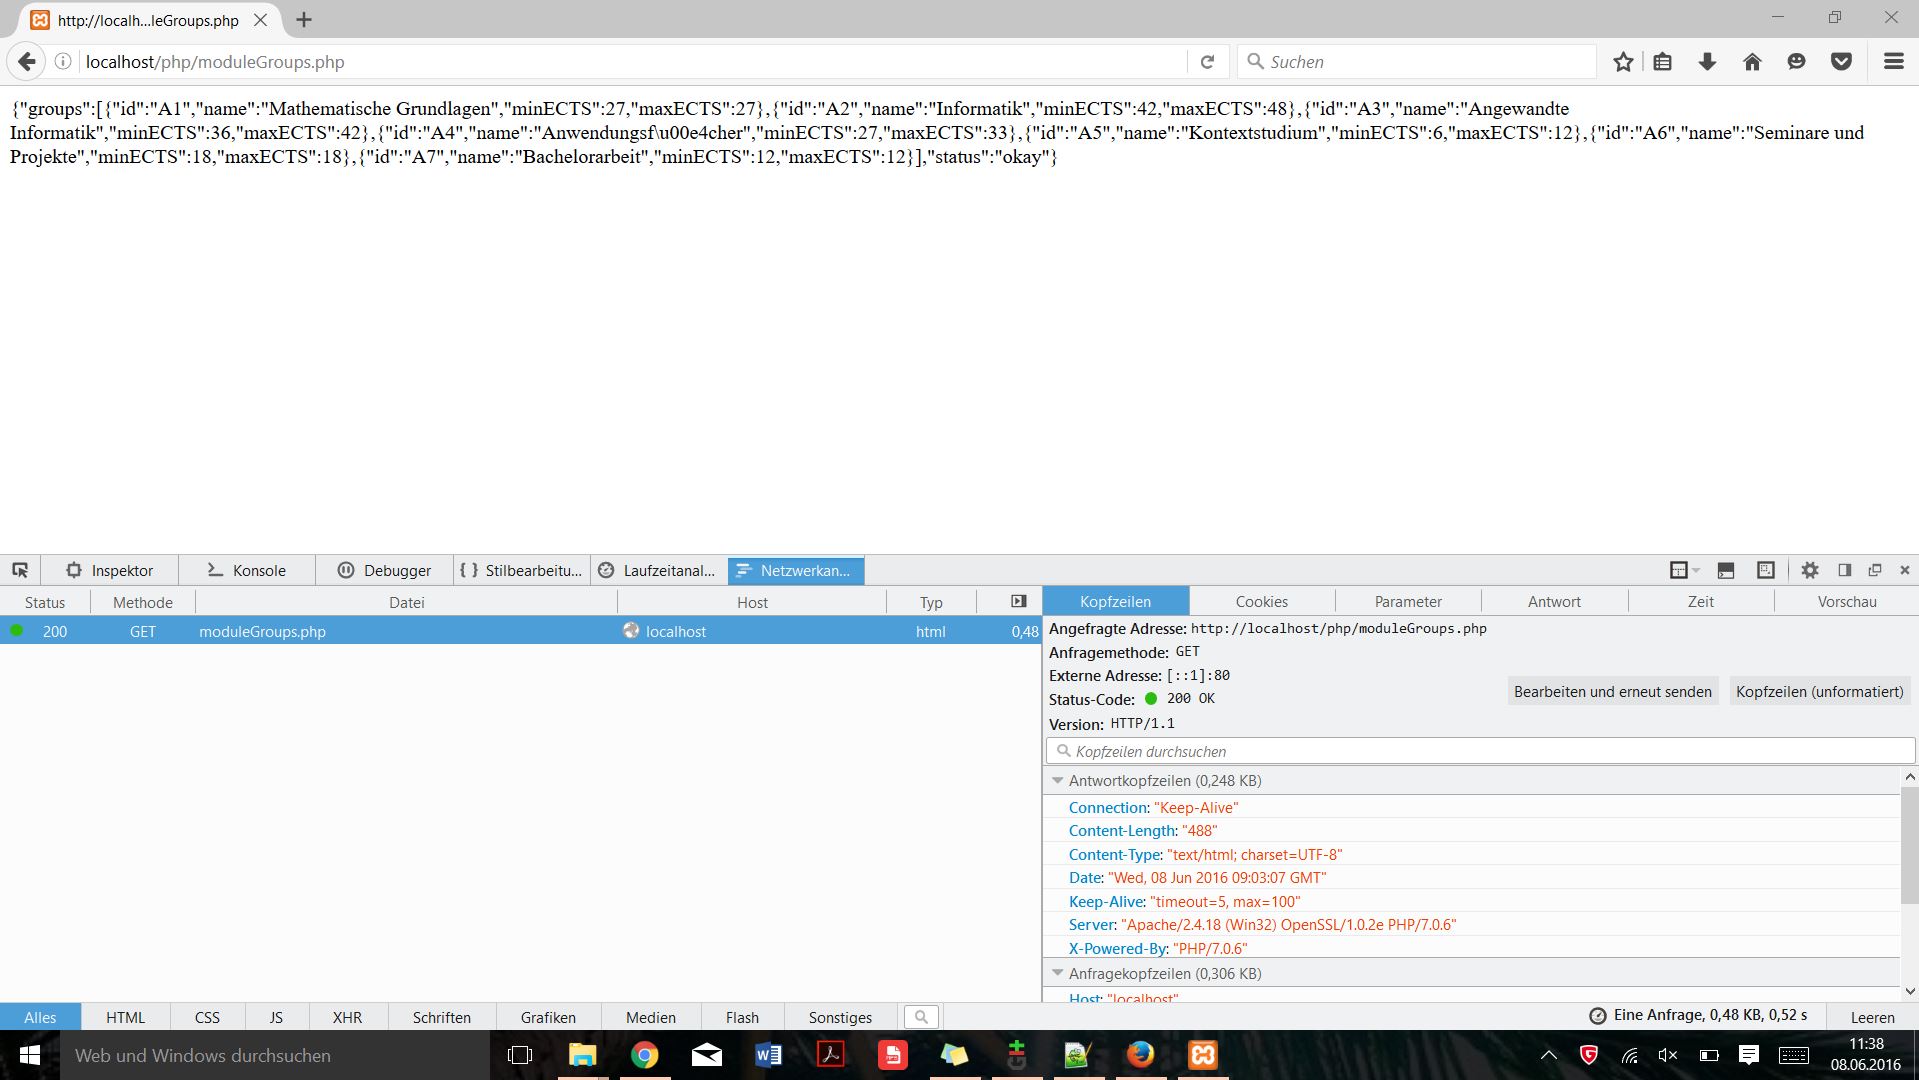 http://localh...leGroups.php
localhost/php/moduleGroups.php
Suchen
{"groups":[{"id":"A1","name":"Mathematische Grundlagen","minECTS":27,"maxECTS":27},{"id":"A2","name":"Informatik","minECTS":42,"maxECTS":48},{"id":"A3","name":"Angewandte
Informatik","minECTS":36,"maxECTS":42},{"id":"A4","name":"Anwendungsf\u00e4cher","minECTS":27,"maxECTS":33},{"id":"A5","name":"Kontextstudium","minECTS":6,"maxECTS":12},{"id":"A6","name":"Seminare und
Projekte","minECTS":18,"maxECTS":18},{"id":"A7","name":"Bachelorarbeit","minECTS":12,"maxECTS":12}],"status":"okay"}
Inspektor Konsole Debugger Stilbearbeitu... Laufzeitanal... Netzwerkan...
Status Methode Datei Host Typ
200 GET moduleGroups.php localhost html 0,48
Kopfzeilen Cookies Parameter Antwort Zeit Vorschau
Angefragte Adresse: http://localhost/php/moduleGroups.php
Anfragemethode: GET
Externe Adresse: [::1]:80
Status-Code: 200 OK
Bearbeiten und erneut senden Kopfzeilen (unformatiert)
Version: HTTP/1.1
Kopfzeilen durchsuchen
Antwortkopfzeilen (0,248 KB)
Connection: "Keep-Alive"
Content-Length: "488"
Content-Type: "text/html; charset=UTF-8"
Date: "Wed, 08 Jun 2016 09:03:07 GMT"
Keep-Alive: "timeout=5, max=100"
Server: "Apache/2.4.18 (Win32) OpenSSL/1.0.2e PHP/7.0.6"
X-Powered-By: "PHP/7.0.6"
Anfragekopfzeilen (0,306 KB)
Host: "localhost"
Alles HTML CSS JS XHR Schriften Grafiken Medien Flash Sonstiges
Eine Anfrage, 0,48 KB, 0,52 s Leeren
Web und Windows durchsuchen
11:38
08.06.2016